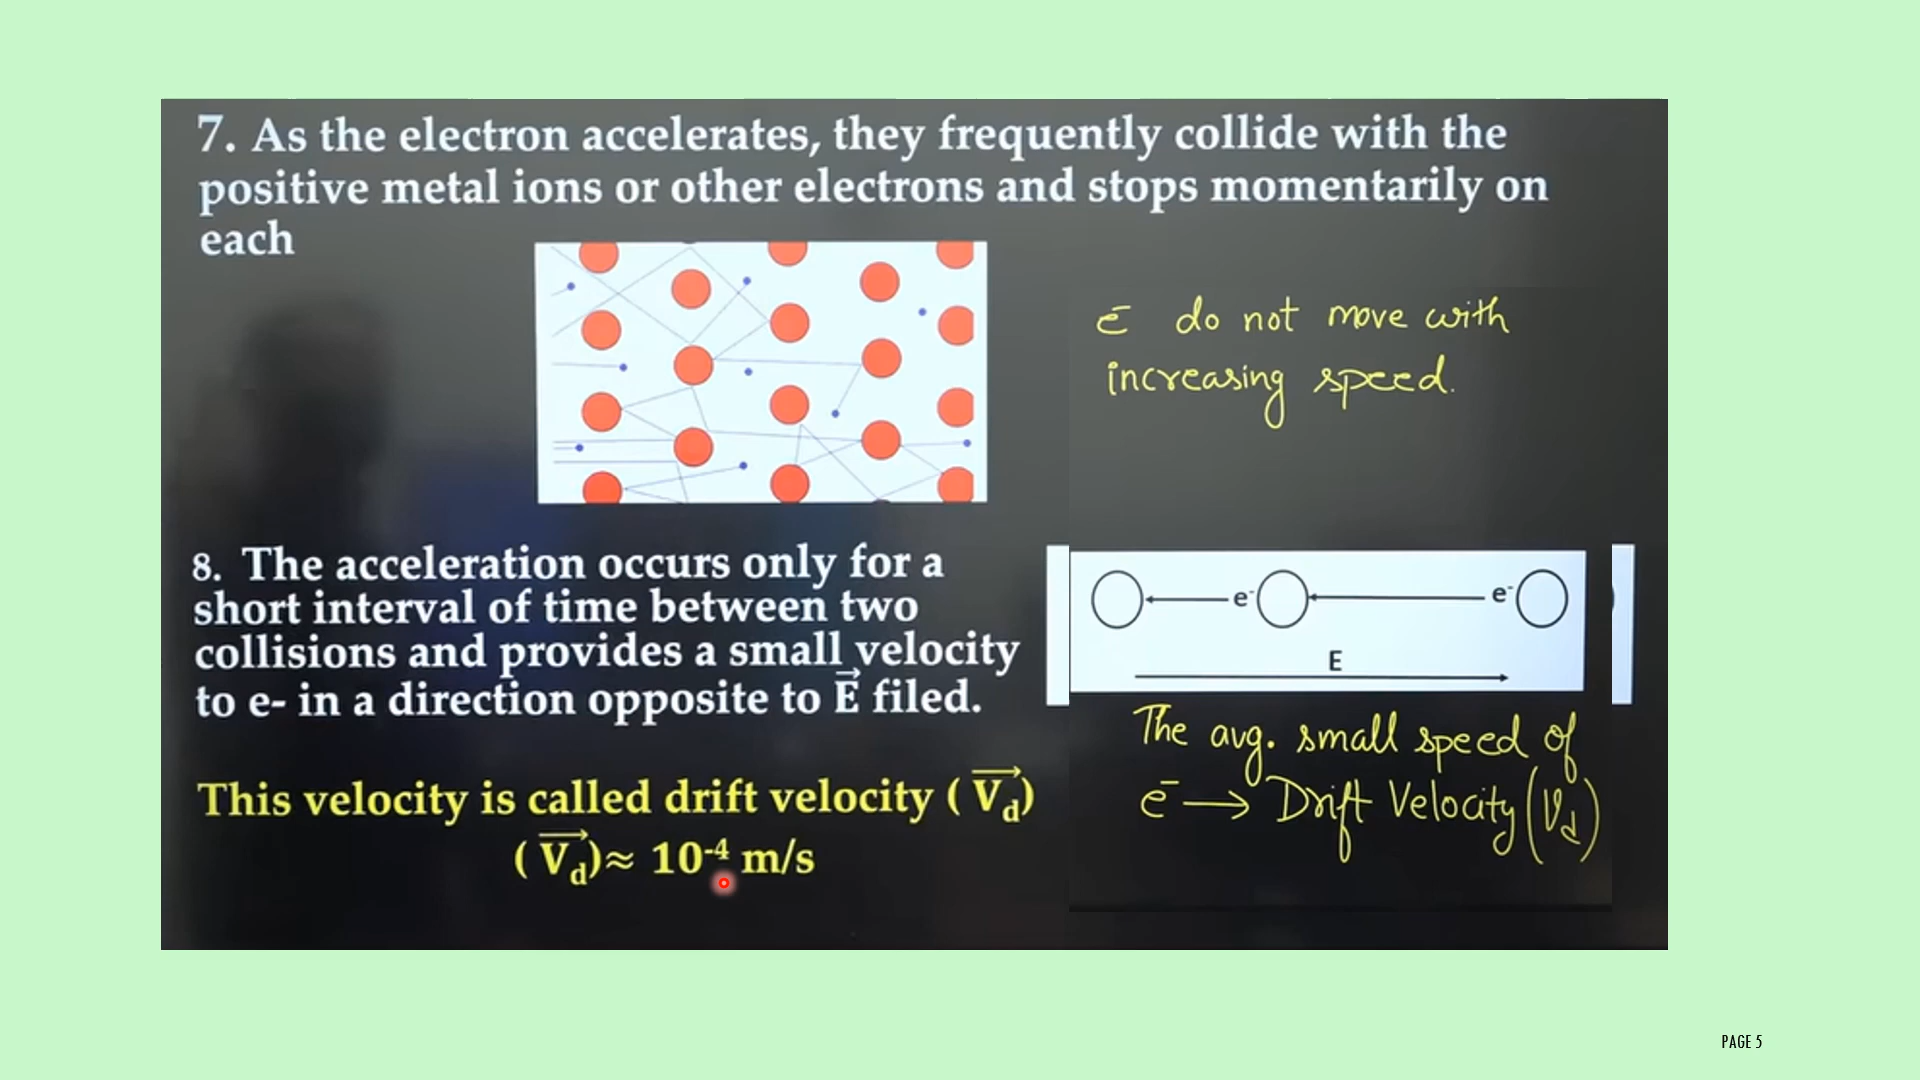 7. As the electron accelerates, they frequently collide with the
positive metal ions or other electrons and stops momentarily on
each
e⁻ do not move with
increasing speed.
8. The acceleration occurs only for a
short interval of time between two
collisions and provides a small velocity
to e- in a direction opposite to E⃗ filed.
e⁻ e⁻
E
The avg. small speed of
e⁻ → Drift Velocity (Vd)
This velocity is called drift velocity ( V⃗d)
( V⃗d)≈ 10⁻⁴ m/s
PAGE 5